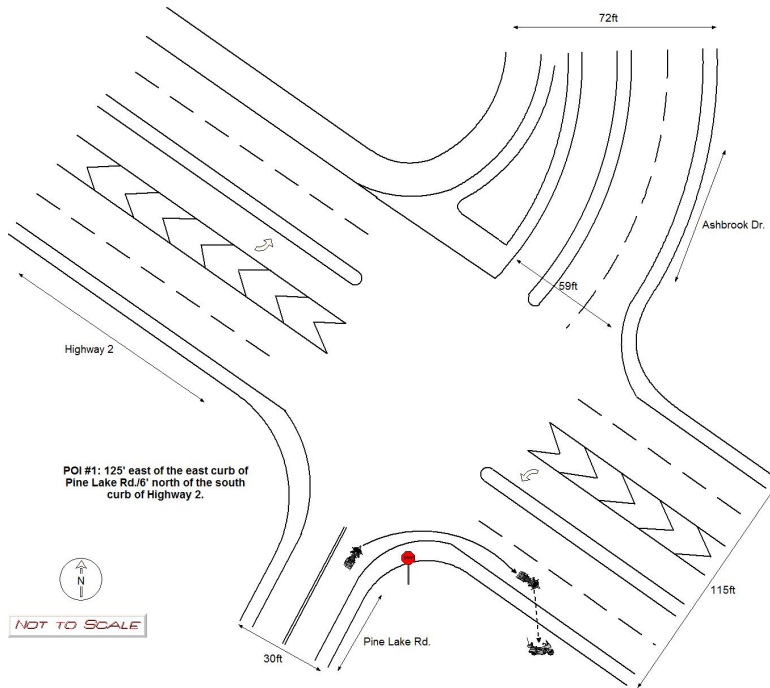 72ft
Ashbrook Dr.
59ft
Highway 2
POI #1: 125' east of the east curb of
Pine Lake Rd./6' north of the south
curb of Highway 2.
N
NOT TO SCALE
115ft
Pine Lake Rd.
30ft